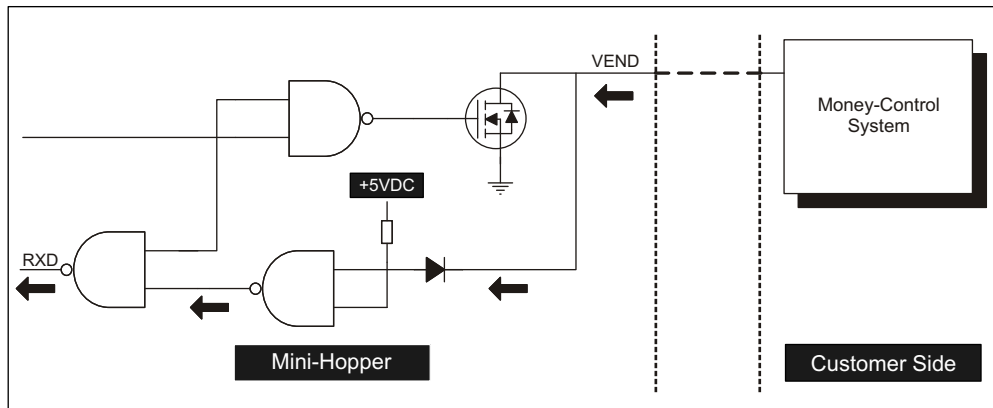 VEND
Money-Control
System
+5VDC
RXD
Mini-Hopper
Customer Side